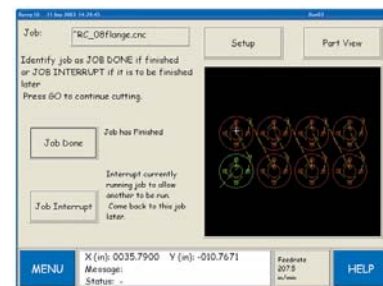 Job: ^RC_08flange.cnc
Setup
Part View
Identify job as JOB DONE if finished
or JOB INTERRUPT if it is to be finished
later
Press GO to continue cutting.
Job Done
Job has Finished
Job Interrupt
Interrupt currently
running job to allow
another to be run.
Come back to this job
later.
MENU
X (in): 0035.7900 Y (in): -010.7671
Message:
Status: -
Feedrate
207.5
in/min
HELP